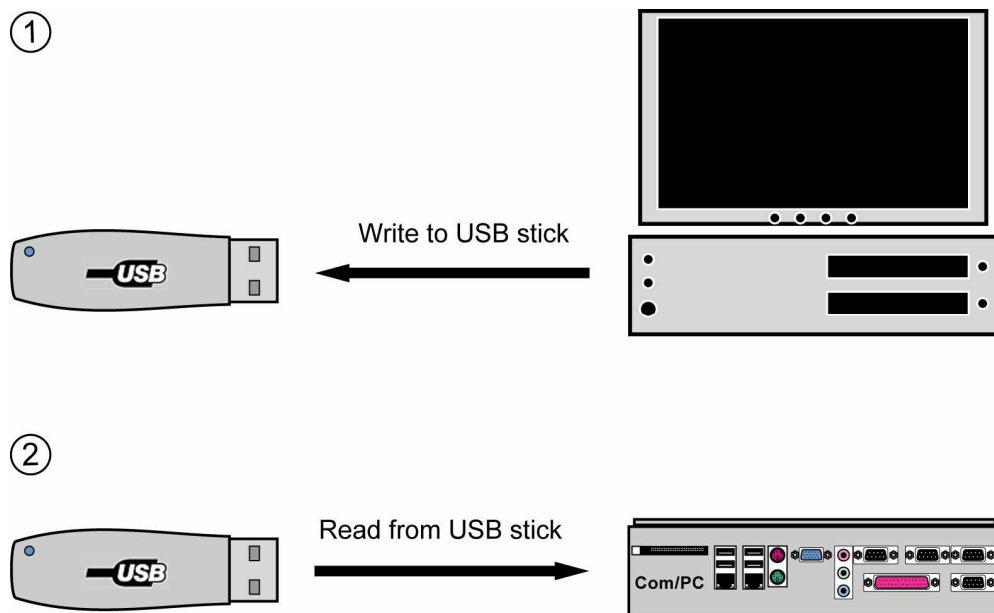 1
Write to USB stick
USB
2
Read from USB stick
USB
Com/PC